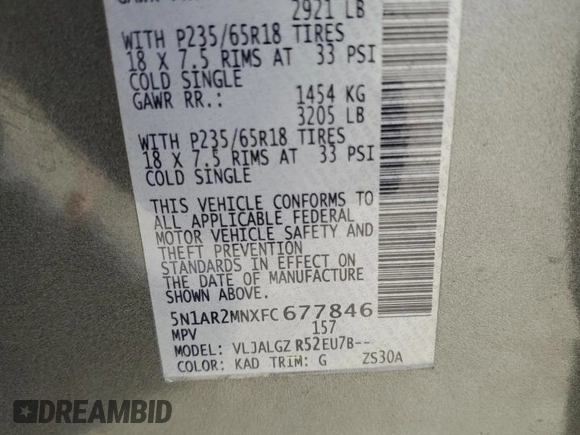 2921 LB
WITH P235/65R18 TIRES
18 X 7.5 RIMS AT 33 PSI
COLD SINGLE
GAWR RR.: 1454 KG
3205 LB
WITH P235/65R18 TIRES
18 X 7.5 RIMS AT 33 PSI
COLD SINGLE
THIS VEHICLE CONFORMS TO
ALL APPLICABLE FEDERAL
MOTOR VEHICLE SAFETY AND
THEFT PREVENTION
STANDARDS IN EFFECT ON
THE DATE OF MANUFACTURE
SHOWN ABOVE.
5N1AR2MNXFC677846
MPV 157
MODEL: VLJALGZ R52EU7B--
COLOR: KAD TRIM: G ZS30A
DREAMBID